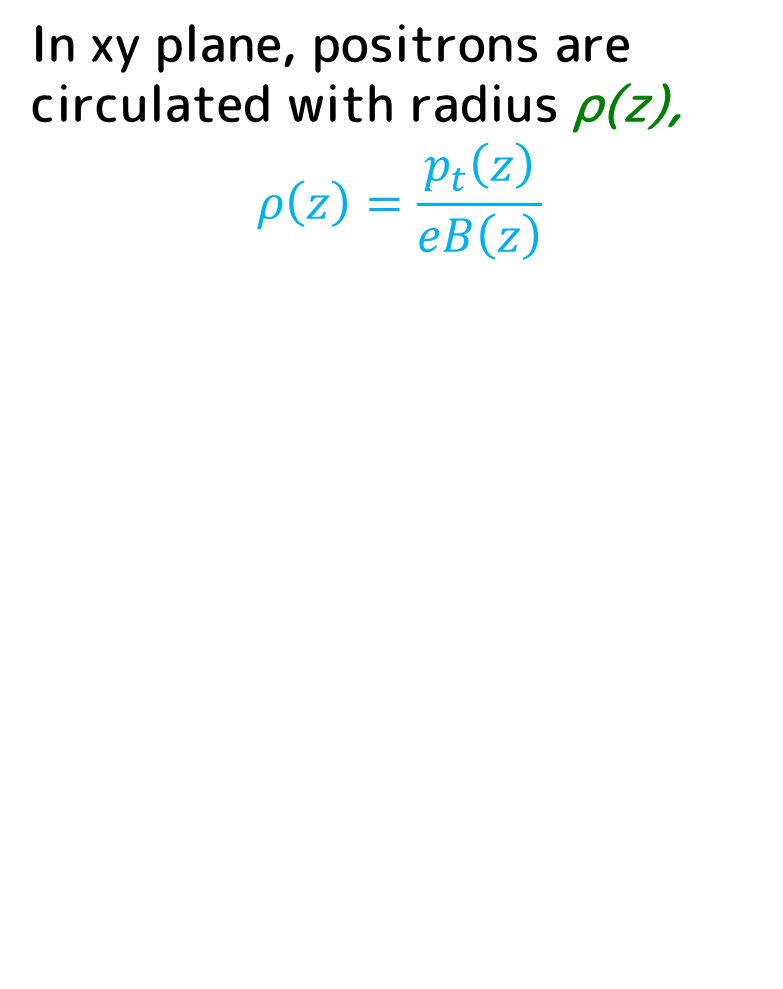 In xy plane, positrons are
circulated with radius ρ(z),
ρ(z) = p_t(z) / eB(z)